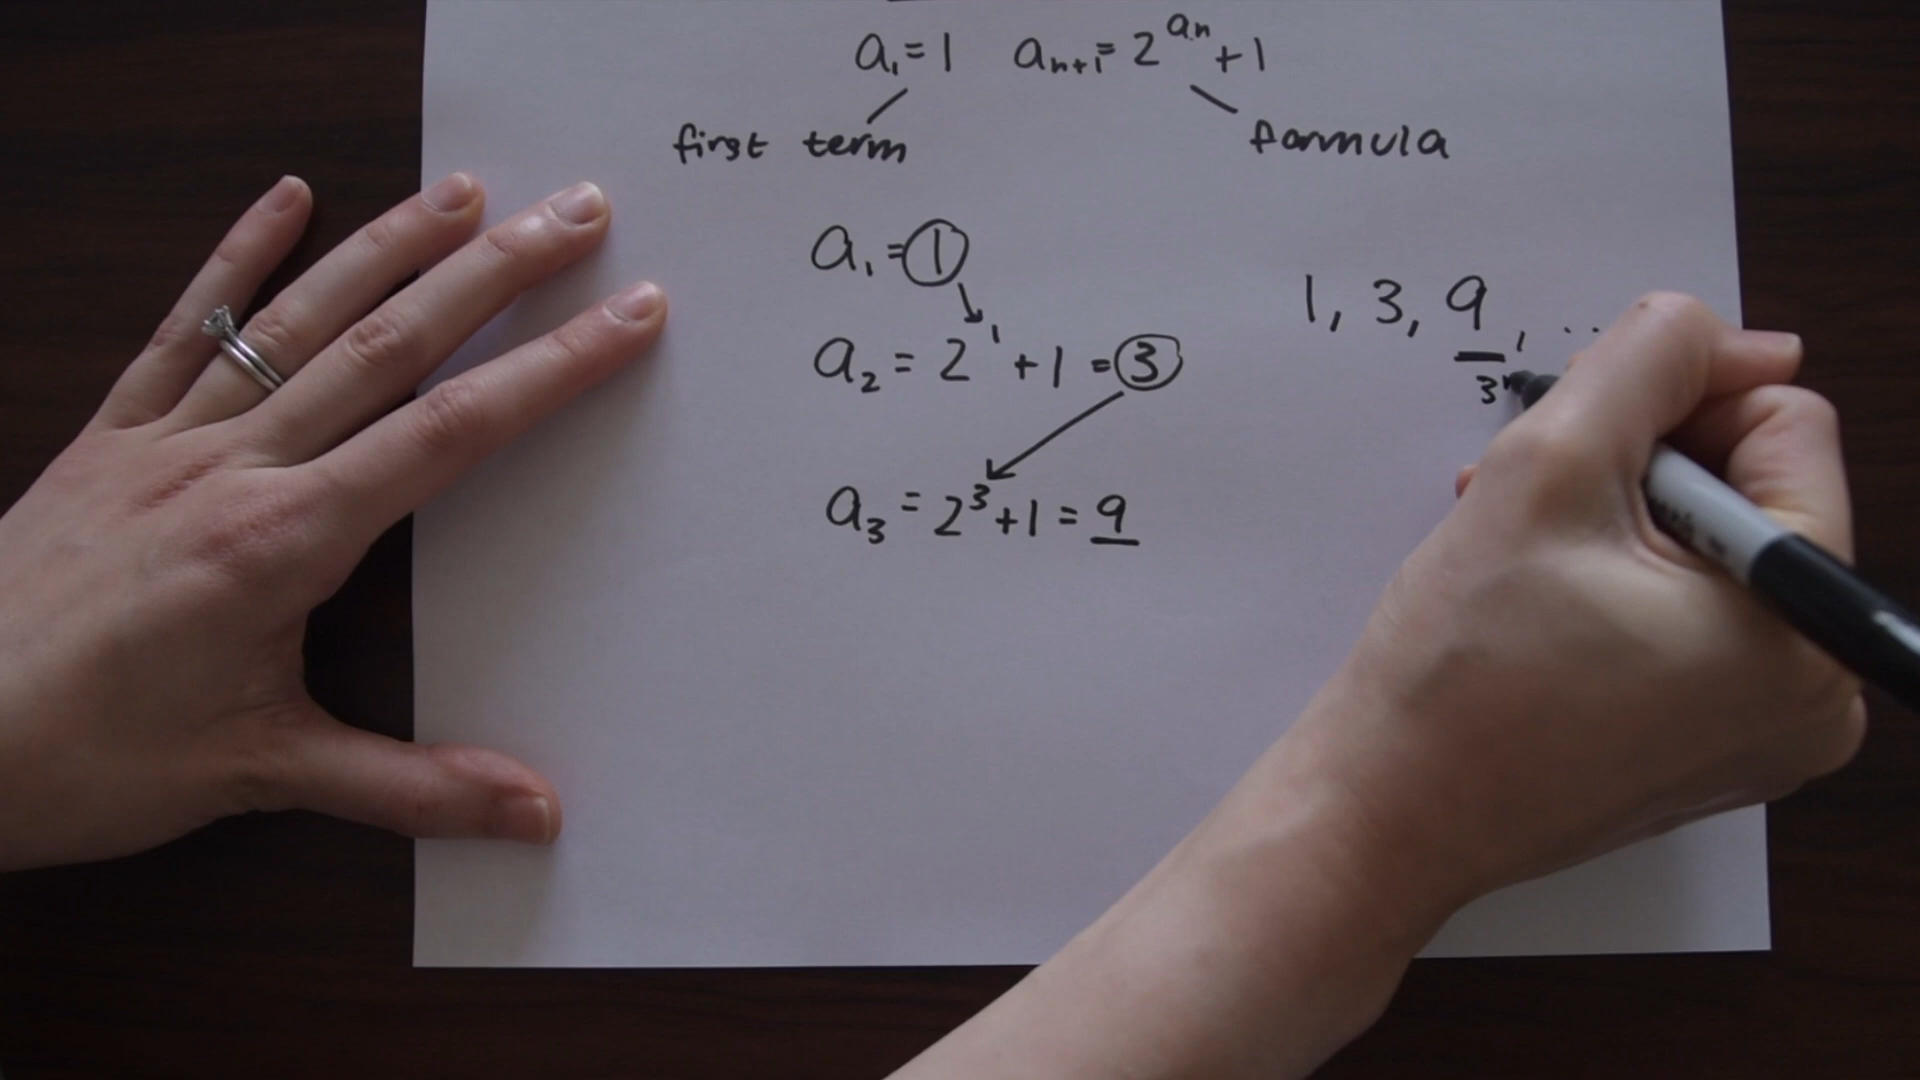 a₁=1 aₙ₊₁=2^aₙ+1
first term formula
a₁=1
a₂=2¹+1=3
a₃=2³+1=9
1, 3, 9, ..
3